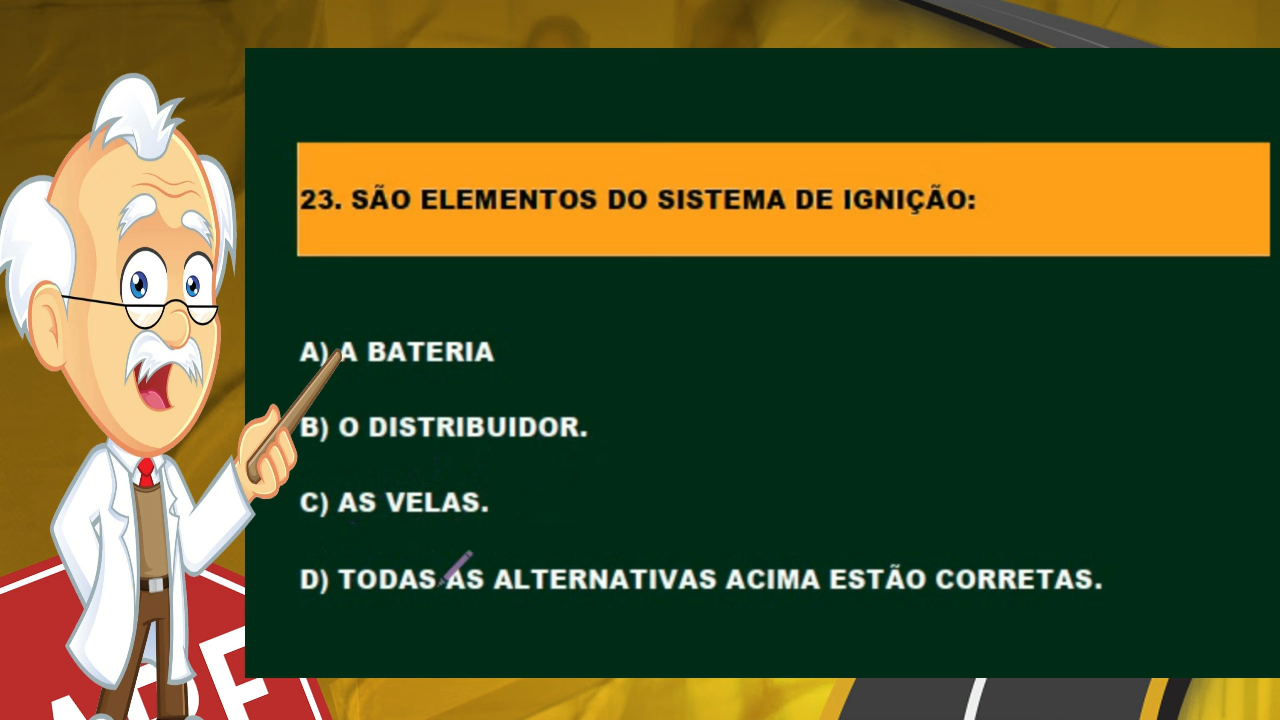 23. SÃO ELEMENTOS DO SISTEMA DE IGNIÇÃO:
A) A BATERIA
B) O DISTRIBUIDOR.
C) AS VELAS.
D) TODAS AS ALTERNATIVAS ACIMA ESTÃO CORRETAS.